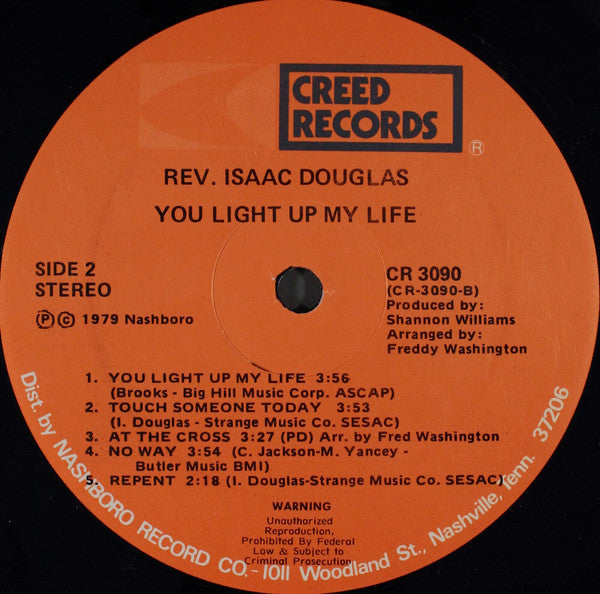 CREED
RECORDS
®
REV. ISAAC DOUGLAS
YOU LIGHT UP MY LIFE
SIDE 2
STEREO
Ⓟ© 1979 Nashboro
CR 3090
(CR-3090-B)
Produced by:
Shannon Williams
Arranged by:
Freddy Washington
1. YOU LIGHT UP MY LIFE 3:56
(Brooks - Big Hill Music Corp. ASCAP)
2. TOUCH SOMEONE TODAY 3:53
(I. Douglas - Strange Music Co. SESAC)
3. AT THE CROSS 3:27 (PD) Arr. by Fred Washington
4. NO WAY 3:54 (C. Jackson-M. Yancey -
Butler Music BMI)
5. REPENT 2:18 (I. Douglas-Strange Music Co. SESAC)
WARNING
Unauthorized
Reproduction,
Prohibited By Federal
Law & Subject to
Criminal Prosecution
Dist. by NASHBORO RECORD CO.-1011 Woodland St., Nashville, Tenn. 37206